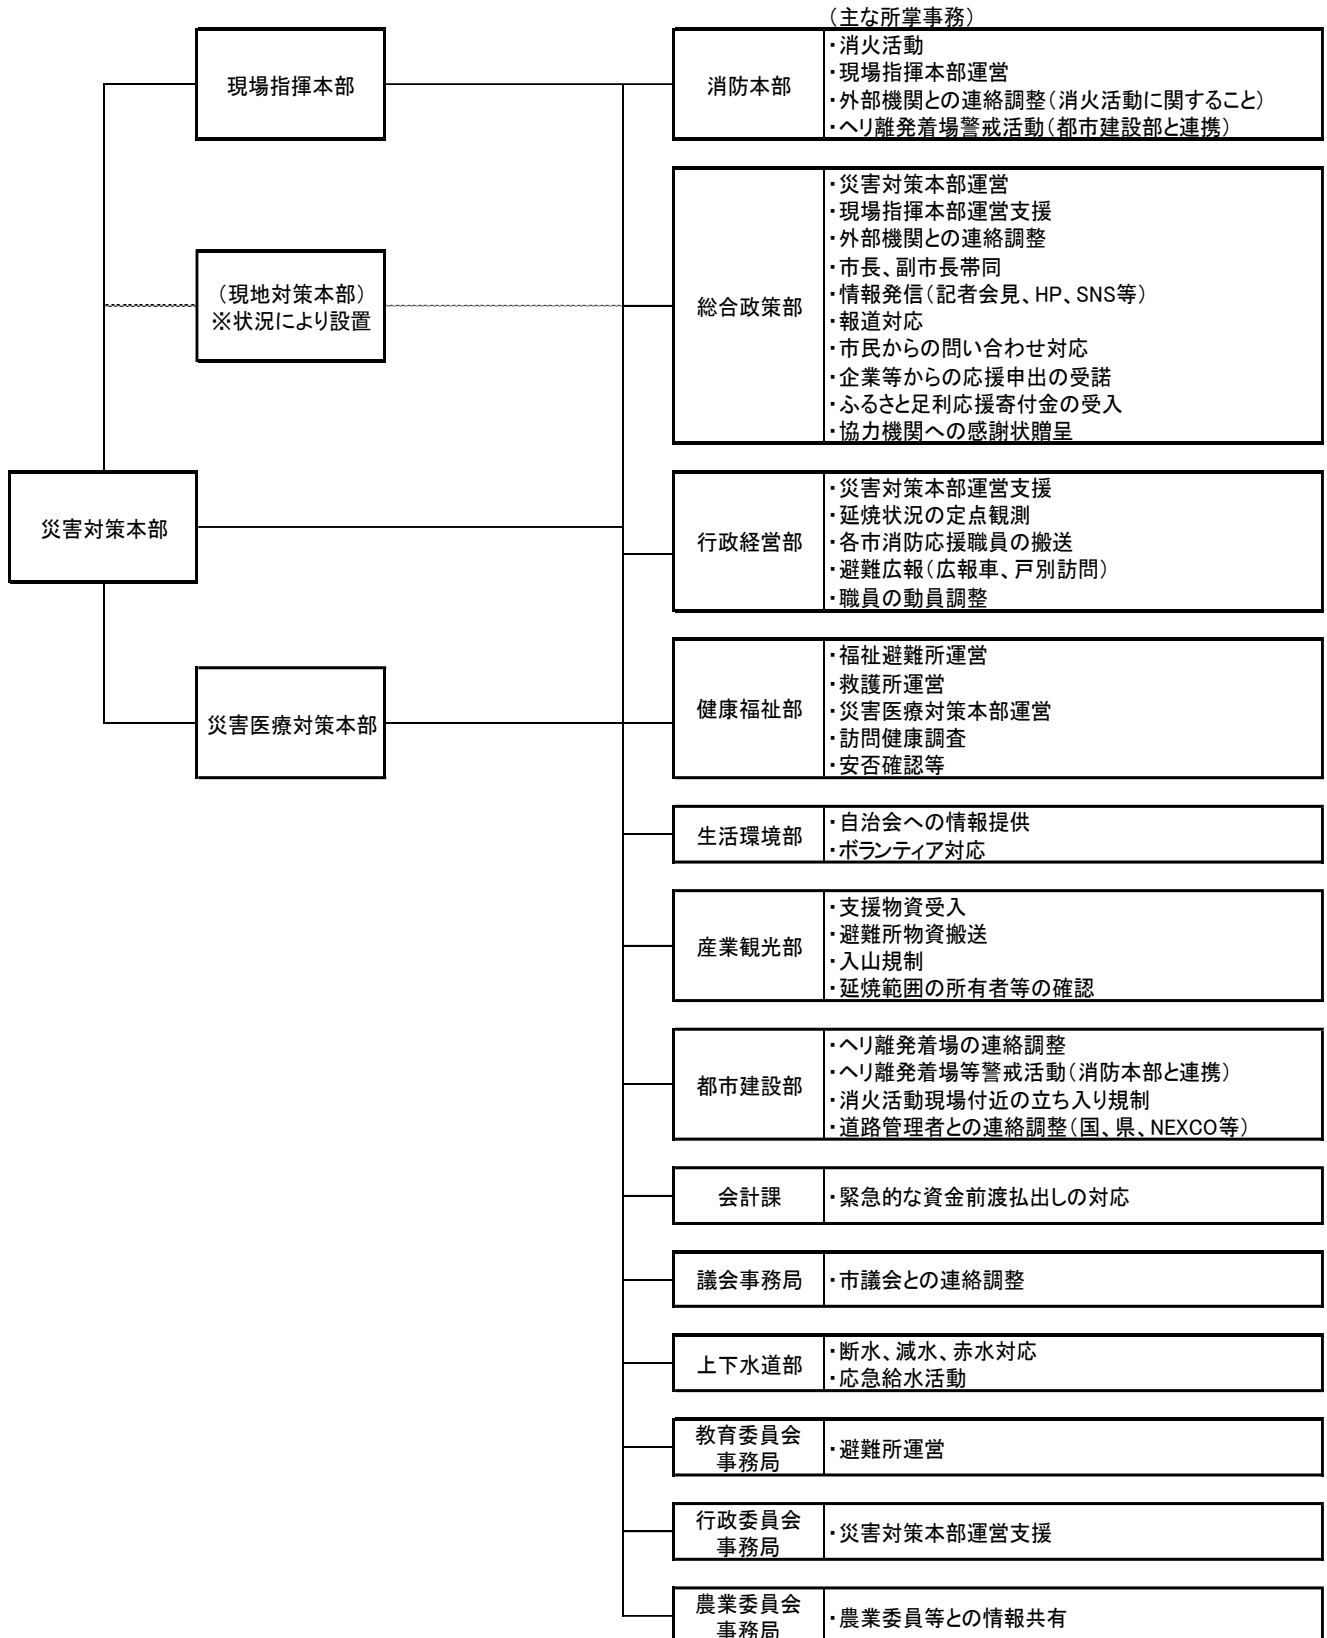 （主な所掌事務）
現場指揮本部
消防本部
・消火活動
・現場指揮本部運営
・外部機関との連絡調整（消火活動に関すること）
・ヘリ離発着場警戒活動（都市建設部と連携）
（現地対策本部）
※状況により設置
総合政策部
・災害対策本部運営
・現場指揮本部運営支援
・外部機関との連絡調整
・市長、副市長帯同
・情報発信（記者会見、HP、SNS等）
・報道対応
・市民からの問い合わせ対応
・企業等からの応援申出の受諾
・ふるさと足利応援寄付金の受入
・協力機関への感謝状贈呈
災害対策本部
行政経営部
・災害対策本部運営支援
・延焼状況の定点観測
・各市消防応援職員の搬送
・避難広報（広報車、戸別訪問）
・職員の動員調整
災害医療対策本部
健康福祉部
・福祉避難所運営
・救護所運営
・災害医療対策本部運営
・訪問健康調査
・安否確認等
生活環境部
・自治会への情報提供
・ボランティア対応
産業観光部
・支援物資受入
・避難所物資搬送
・入山規制
・延焼範囲の所有者等の確認
都市建設部
・ヘリ離発着場の連絡調整
・ヘリ離発着場等警戒活動（消防本部と連携）
・消火活動現場付近の立ち入り規制
・道路管理者との連絡調整（国、県、NEXCO等）
会計課
・緊急的な資金前渡払出しの対応
議会事務局
・市議会との連絡調整
上下水道部
・断水、減水、赤水対応
・応急給水活動
教育委員会
事務局
・避難所運営
行政委員会
事務局
・災害対策本部運営支援
農業委員会
事務局
・農業委員等との情報共有